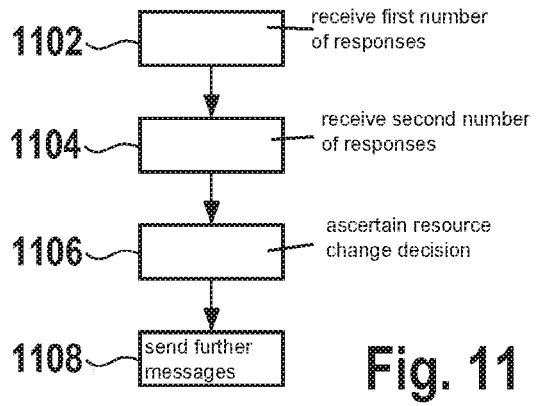 1102
receive first number
of responses
1104
receive second number
of responses
1106
ascertain resource
change decision
1108
send further
messages
Fig. 11